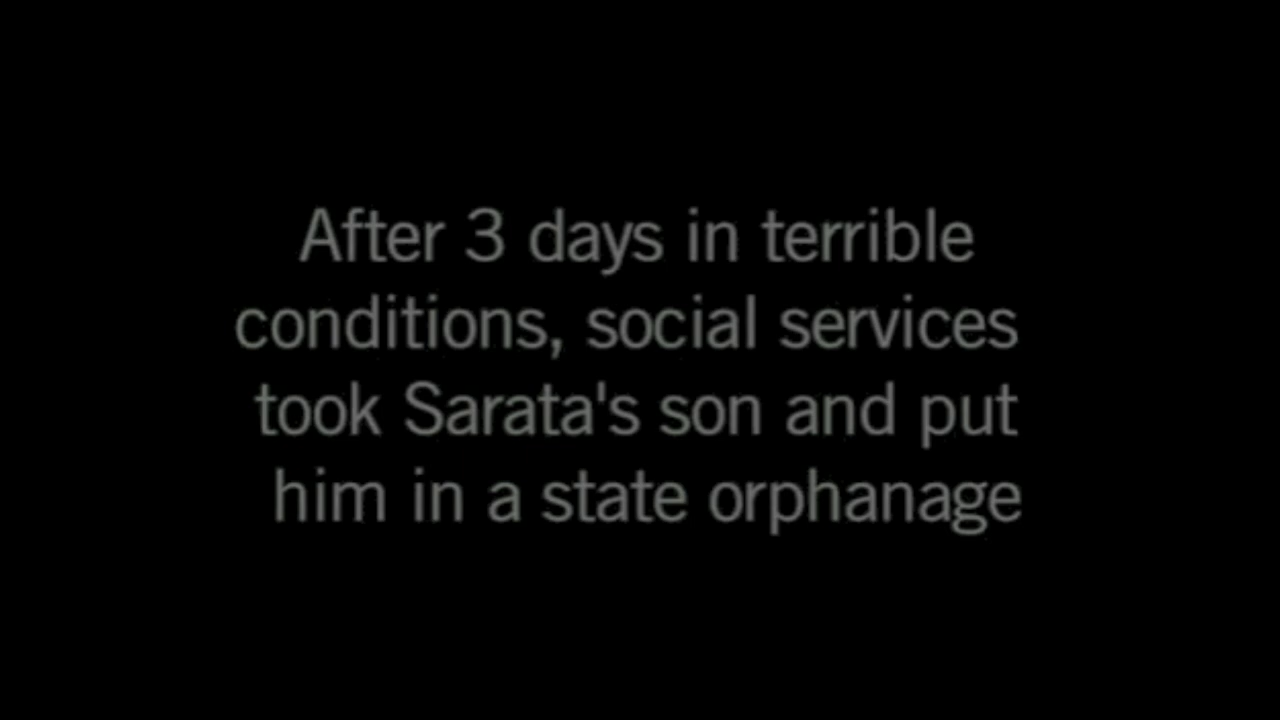 After 3 days in terrible
conditions, social services
took Sarata's son and put
him in a state orphanage